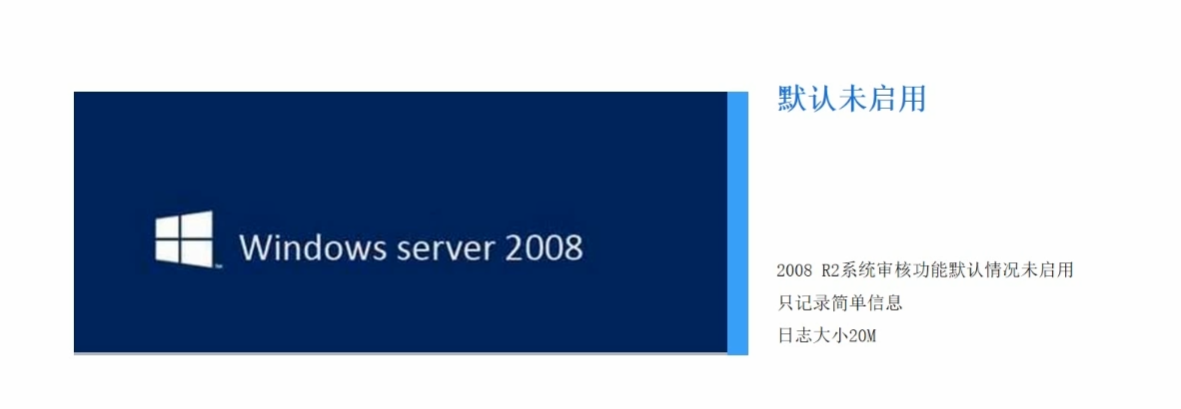 默认未启用
Windows server 2008
2008 R2系统审核功能默认情况未启用
只记录简单信息
日志大小20M